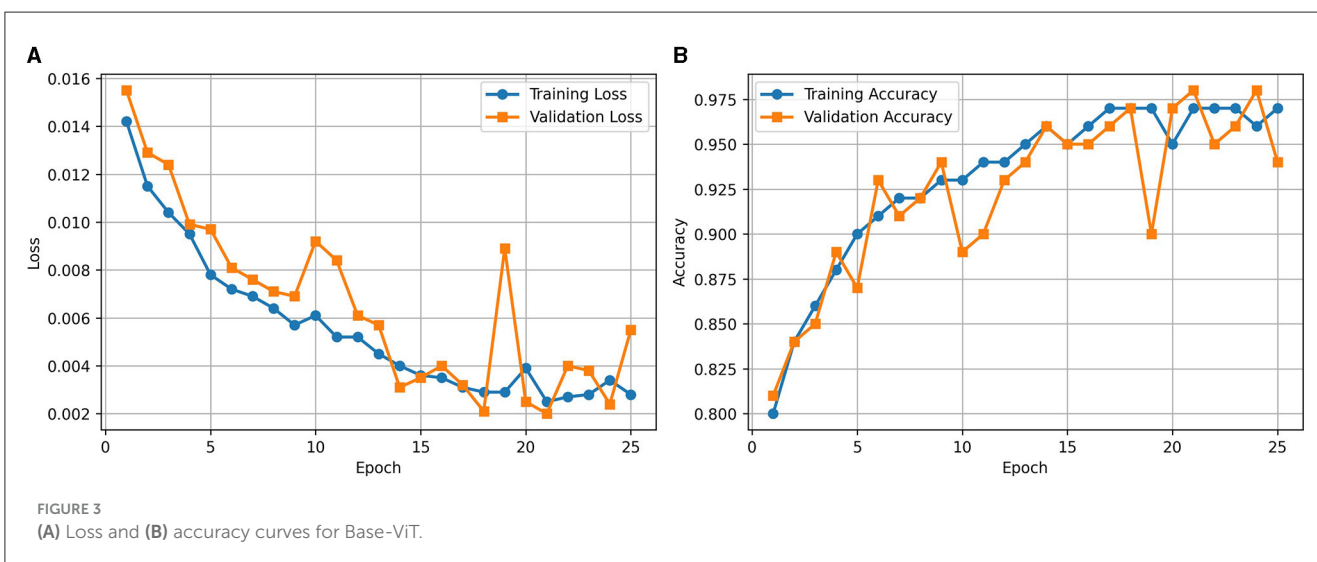 A
0.016
0.014
0.012
0.010
0.008
0.006
0.004
0.002
Loss
0 5 10 15 20 25
Epoch
Training Loss
Validation Loss
B
0.975
0.950
0.925
0.900
0.875
0.850
0.825
0.800
Accuracy
0 5 10 15 20 25
Epoch
Training Accuracy
Validation Accuracy
FIGURE 3
(A) Loss and (B) accuracy curves for Base-ViT.